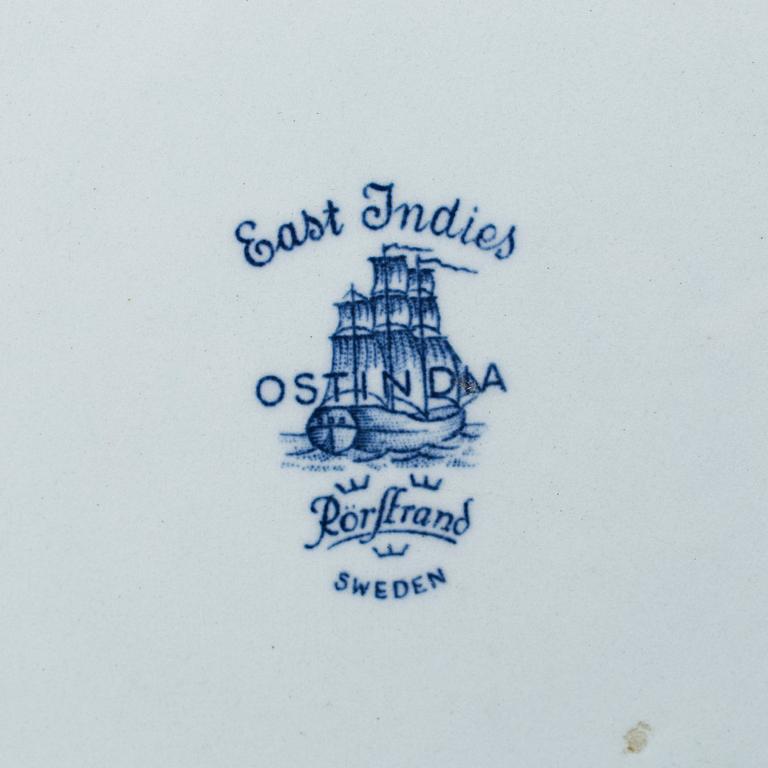 East Indies
OSTINDIA
Rörstrand
SWEDEN